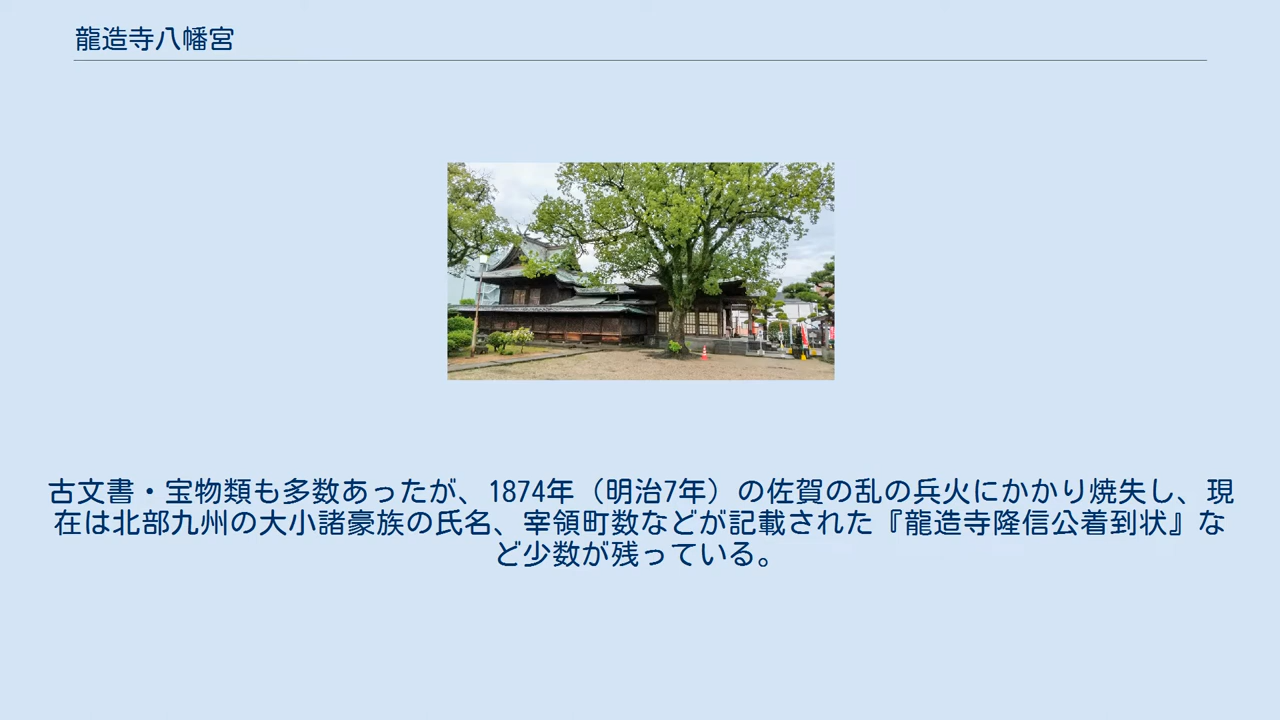 龍造寺八幡宮
古文書・宝物類も多数あったが、1874年（明治7年）の佐賀の乱の兵火にかかり焼失し、現
在は北部九州の大小諸豪族の氏名、宰領町数などが記載された『龍造寺隆信公着到状』な
ど少数が残っている。